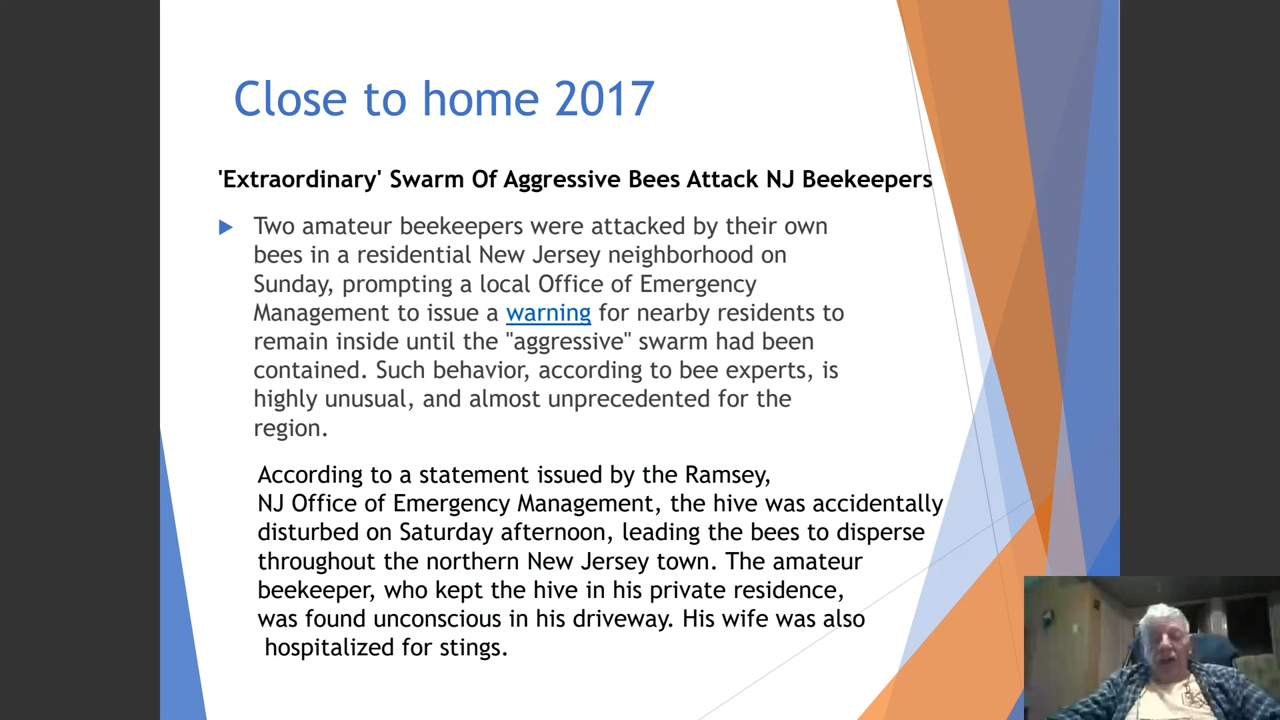 Close to home 2017
'Extraordinary' Swarm Of Aggressive Bees Attack NJ Beekeepers
Two amateur beekeepers were attacked by their own
bees in a residential New Jersey neighborhood on
Sunday, prompting a local Office of Emergency
Management to issue a warning for nearby residents to
remain inside until the "aggressive" swarm had been
contained. Such behavior, according to bee experts, is
highly unusual, and almost unprecedented for the
region.
According to a statement issued by the Ramsey,
NJ Office of Emergency Management, the hive was accidentally
disturbed on Saturday afternoon, leading the bees to disperse
throughout the northern New Jersey town. The amateur
beekeeper, who kept the hive in his private residence,
was found unconscious in his driveway. His wife was also
hospitalized for stings.